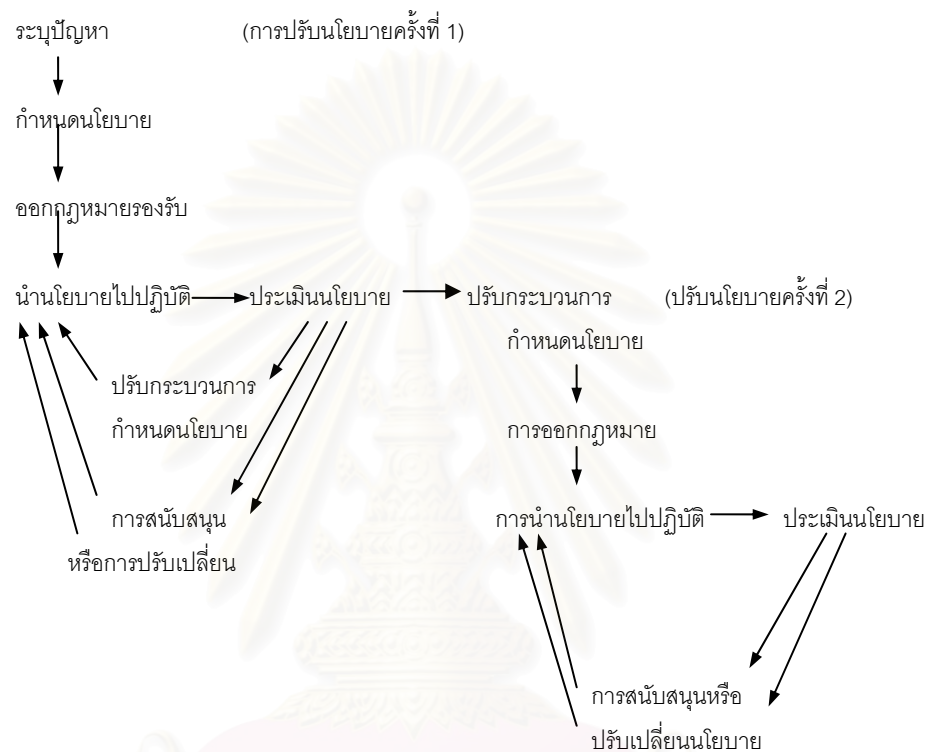 ระบุปัญหา (การปรับนโยบายครั้งที่ 1)
กำหนดนโยบาย
ออกกฎหมายรองรับ
นำนโยบายไปปฏิบัติ ประเมินนโยบาย ปรับกระบวนการ (ปรับนโยบายครั้งที่ 2)
กำหนดนโยบาย
ปรับกระบวนการ
กำหนดนโยบาย การออกกฎหมาย
การสนับสนุน การนำนโยบายไปปฏิบัติ ประเมินนโยบาย
หรือการปรับเปลี่ยน
การสนับสนุนหรือ
ปรับเปลี่ยนนโยบาย